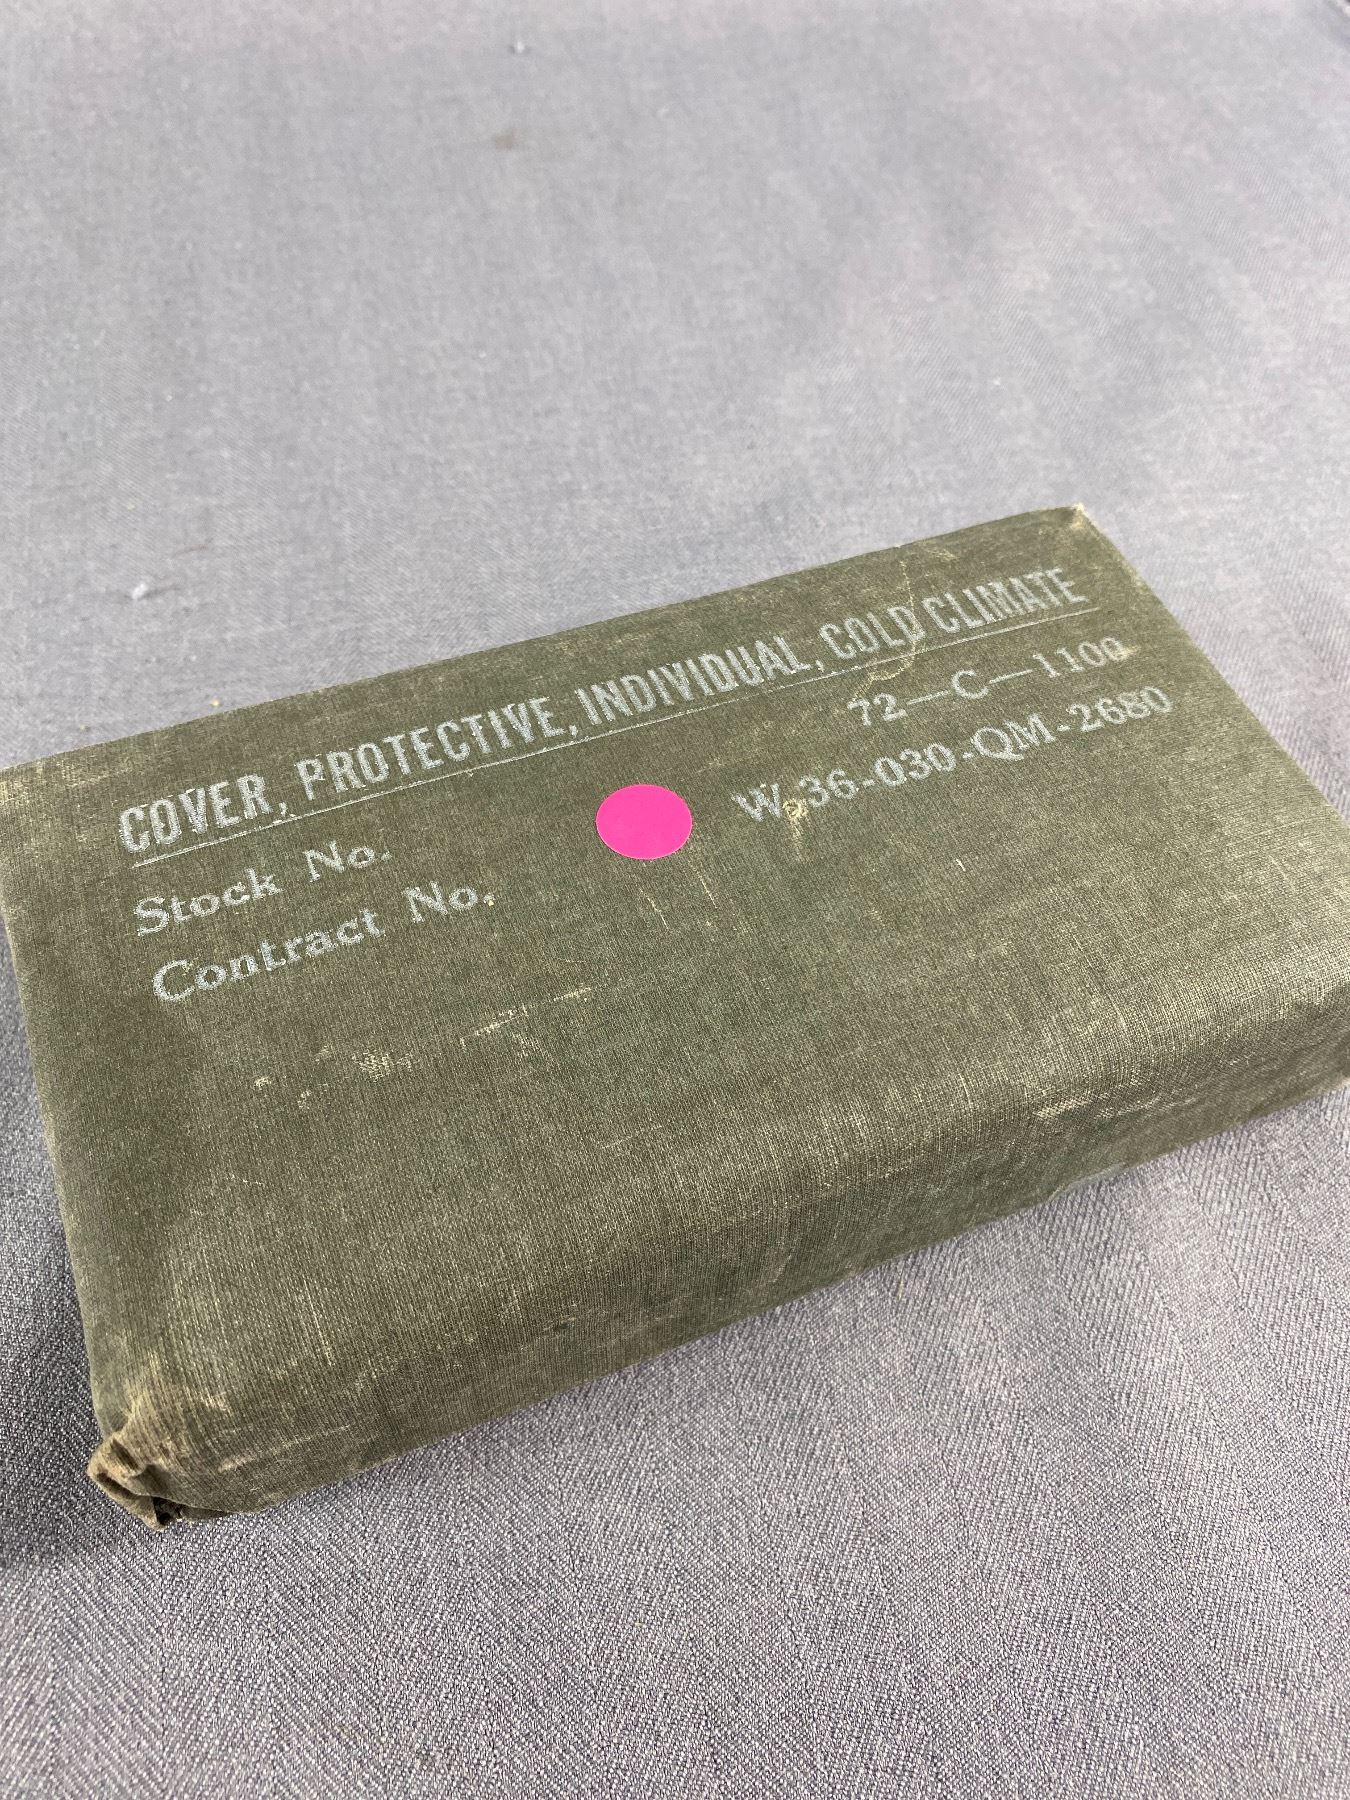 COVER, PROTECTIVE, INDIVIDUAL, COLD CLIMATE
Stock No. 72—C—1100
Contract No. W. 36-030-QM-2680